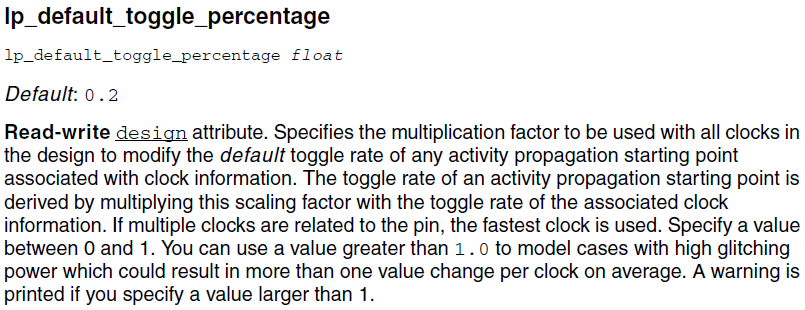 lp_default_toggle_percentage
lp_default_toggle_percentage float
Default: 0.2
Read-write design attribute. Specifies the multiplication factor to be used with all clocks in
the design to modify the default toggle rate of any activity propagation starting point
associated with clock information. The toggle rate of an activity propagation starting point is
derived by multiplying this scaling factor with the toggle rate of the associated clock
information. If multiple clocks are related to the pin, the fastest clock is used. Specify a value
between 0 and 1. You can use a value greater than 1.0 to model cases with high glitching
power which could result in more than one value change per clock on average. A warning is
printed if you specify a value larger than 1.